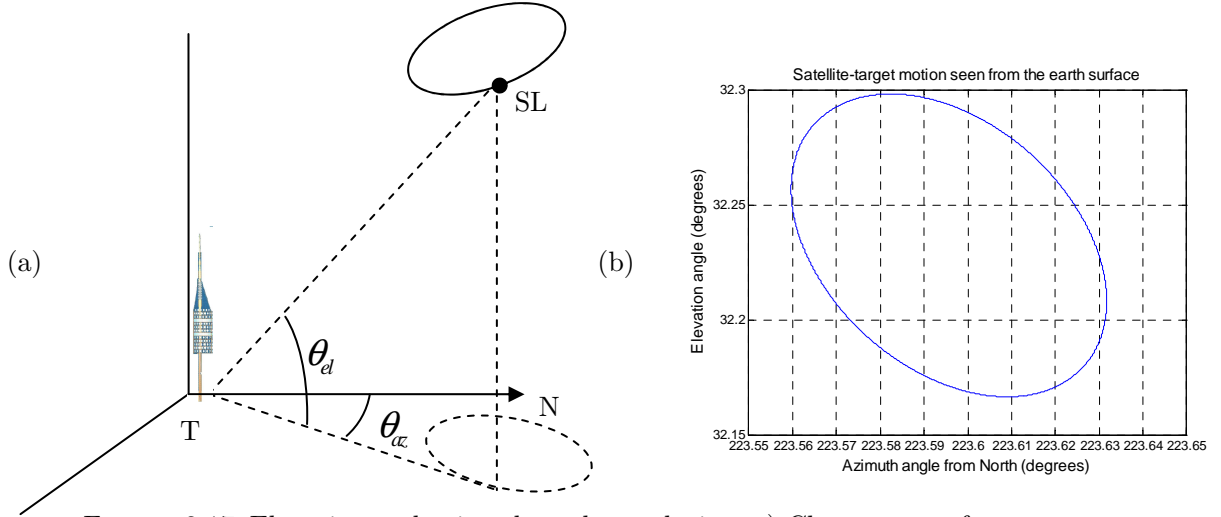 (a)
SL
θel
N
θaz
T
(b)
Satellite-target motion seen from the earth surface
Elevation angle (degrees)
32.3
32.25
32.2
32.15
223.55 223.56 223.57 223.58 223.59 223.6 223.61 223.62 223.63 223.64 223.65
Azimuth angle from North (degrees)